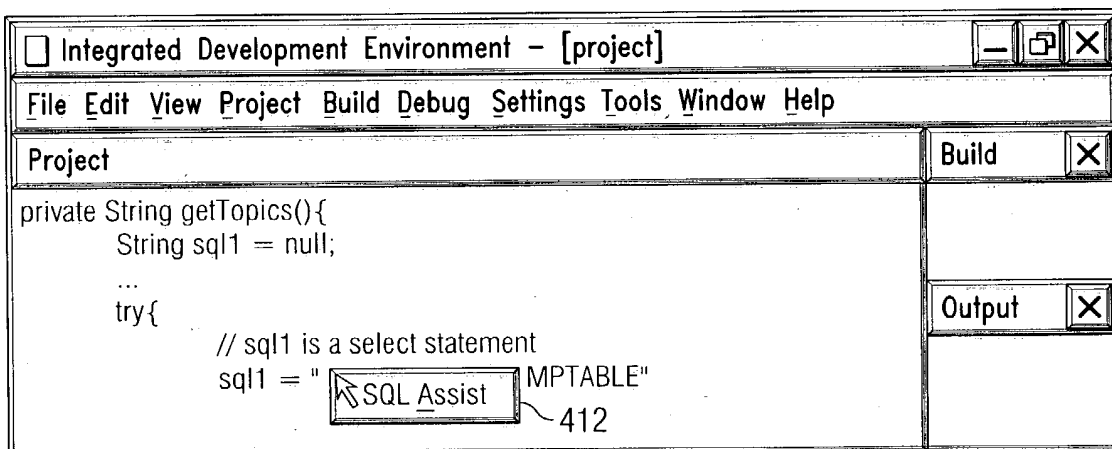 Integrated Development Environment – [project]
File Edit View Project Build Debug Settings Tools Window Help
Project
Build
private String getTopics(){
String sql1 = null;
...
try{
Output
// sql1 is a select statement
sql1 = " SQL Assist MPTABLE"
412